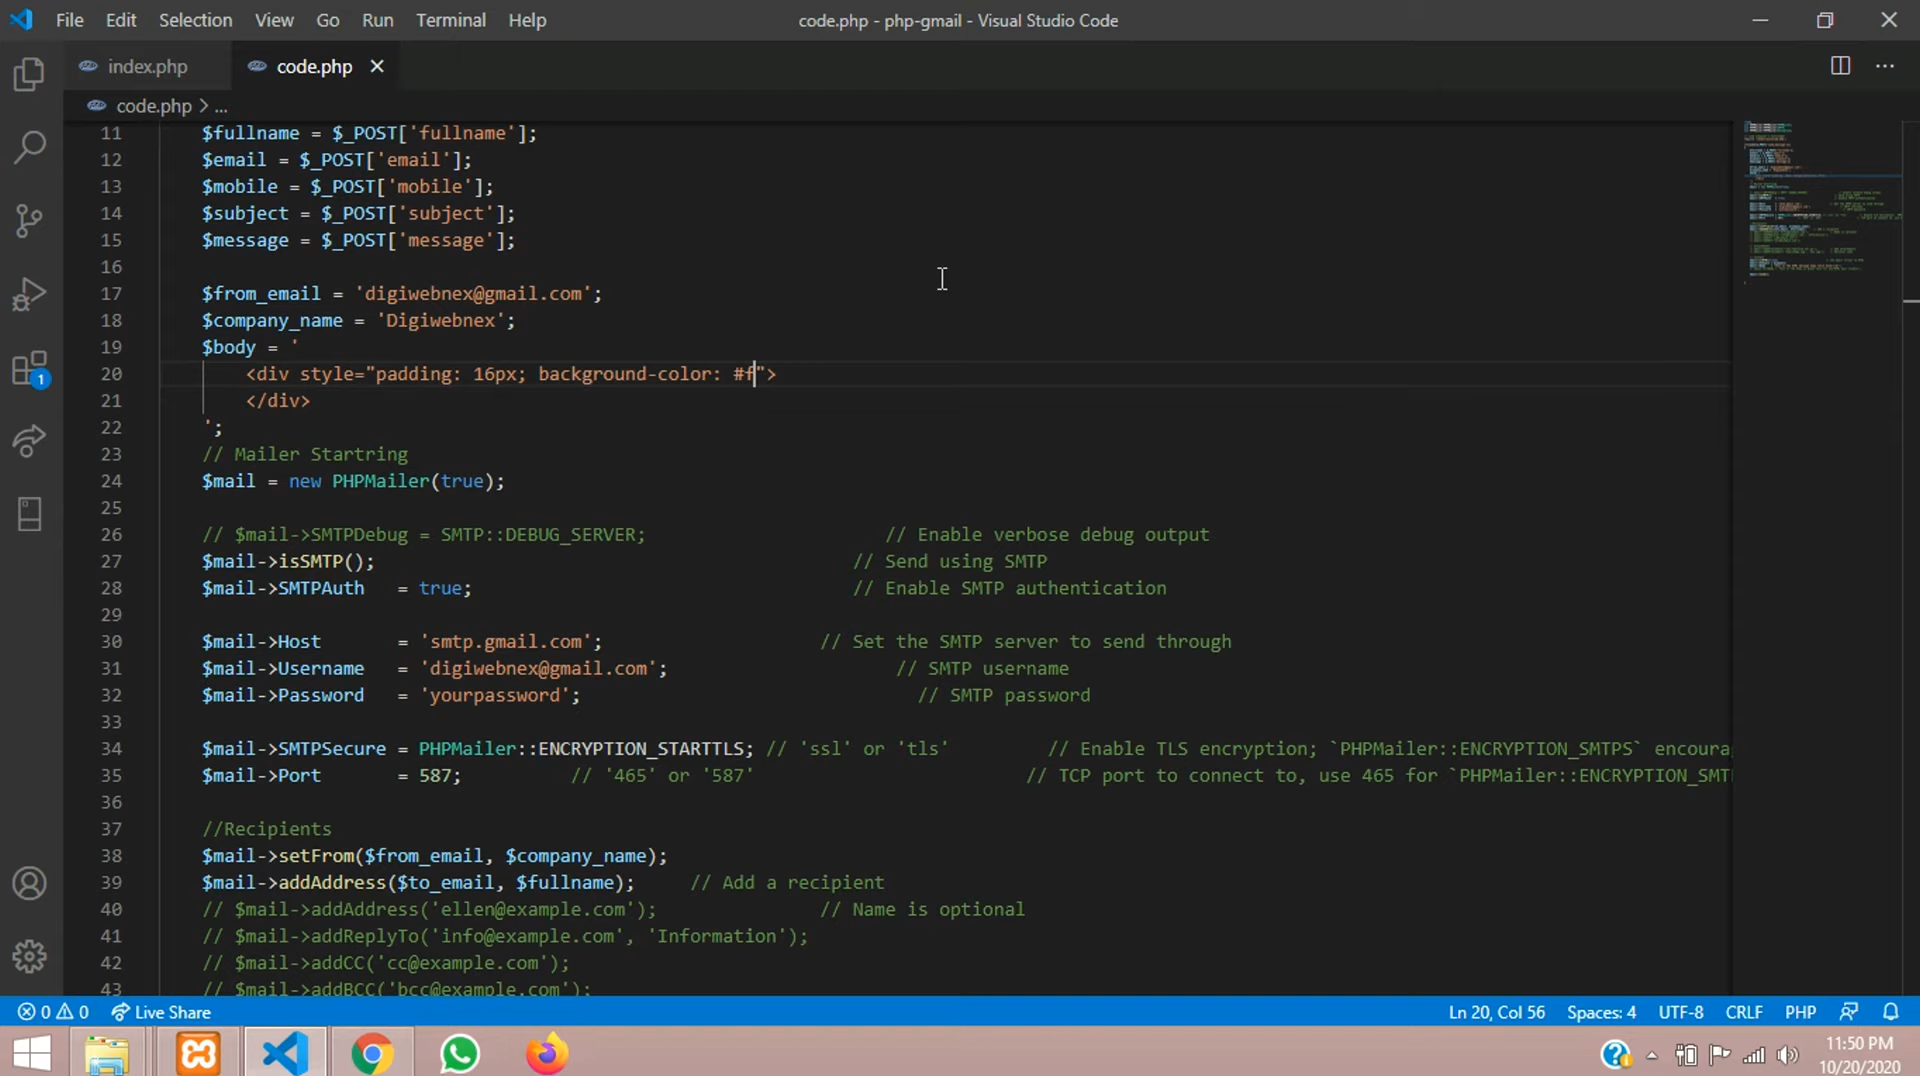 File Edit Selection View Go Run Terminal Help code.php - php-gmail - Visual Studio Code
index.php code.php
code.php > ...
11 $fullname = $_POST['fullname'];
12 $email = $_POST['email'];
13 $mobile = $_POST['mobile'];
14 $subject = $_POST['subject'];
15 $message = $_POST['message'];
16
17 $from_email = 'digiwebnex@gmail.com';
18 $company_name = 'Digiwebnex';
19 $body = '
20 <div style="padding: 16px; background-color: #f">
21 </div>
22 ';
23 // Mailer Startring
24 $mail = new PHPMailer(true);
25
26 // $mail->SMTPDebug = SMTP::DEBUG_SERVER; // Enable verbose debug output
27 $mail->isSMTP(); // Send using SMTP
28 $mail->SMTPAuth = true; // Enable SMTP authentication
29
30 $mail->Host = 'smtp.gmail.com'; // Set the SMTP server to send through
31 $mail->Username = 'digiwebnex@gmail.com'; // SMTP username
32 $mail->Password = 'yourpassword'; // SMTP password
33
34 $mail->SMTPSecure = PHPMailer::ENCRYPTION_STARTTLS; // 'ssl' or 'tls' // Enable TLS encryption; `PHPMailer::ENCRYPTION_SMTPS` encoura
35 $mail->Port = 587; // '465' or '587' // TCP port to connect to, use 465 for `PHPMailer::ENCRYPTION_SMT
36
37 //Recipients
38 $mail->setFrom($from_email, $company_name);
39 $mail->addAddress($to_email, $fullname); // Add a recipient
40 // $mail->addAddress('ellen@example.com'); // Name is optional
41 // $mail->addReplyTo('info@example.com', 'Information');
42 // $mail->addCC('cc@example.com');
43 // $mail->addBCC('bcc@example.com');
1
0 0 Live Share Ln 20, Col 56 Spaces: 4 UTF-8 CRLF PHP
11:50 PM
10/20/2020